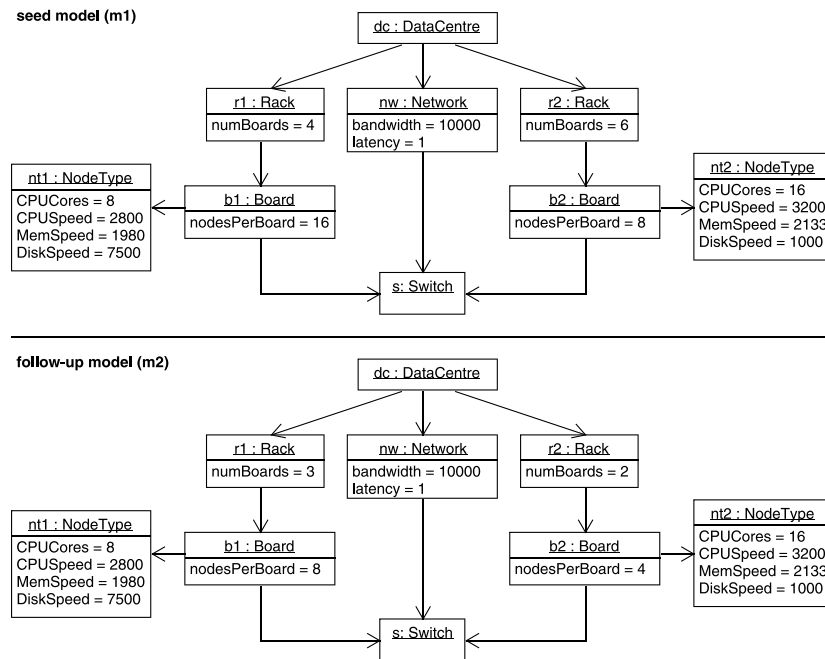 seed model (m1)
dc : DataCentre
r1 : Rack
numBoards = 4
nw : Network
bandwidth = 10000
latency = 1
r2 : Rack
numBoards = 6
nt1 : NodeType
CPUCores = 8
CPUSpeed = 2800
MemSpeed = 1980
DiskSpeed = 7500
b1 : Board
nodesPerBoard = 16
b2 : Board
nodesPerBoard = 8
nt2 : NodeType
CPUCores = 16
CPUSpeed = 3200
MemSpeed = 2133
DiskSpeed = 1000
s: Switch
follow-up model (m2)
dc : DataCentre
r1 : Rack
numBoards = 3
nw : Network
bandwidth = 10000
latency = 1
r2 : Rack
numBoards = 2
nt1 : NodeType
CPUCores = 8
CPUSpeed = 2800
MemSpeed = 1980
DiskSpeed = 7500
b1 : Board
nodesPerBoard = 8
b2 : Board
nodesPerBoard = 4
nt2 : NodeType
CPUCores = 16
CPUSpeed = 3200
MemSpeed = 2133
DiskSpeed = 1000
s: Switch